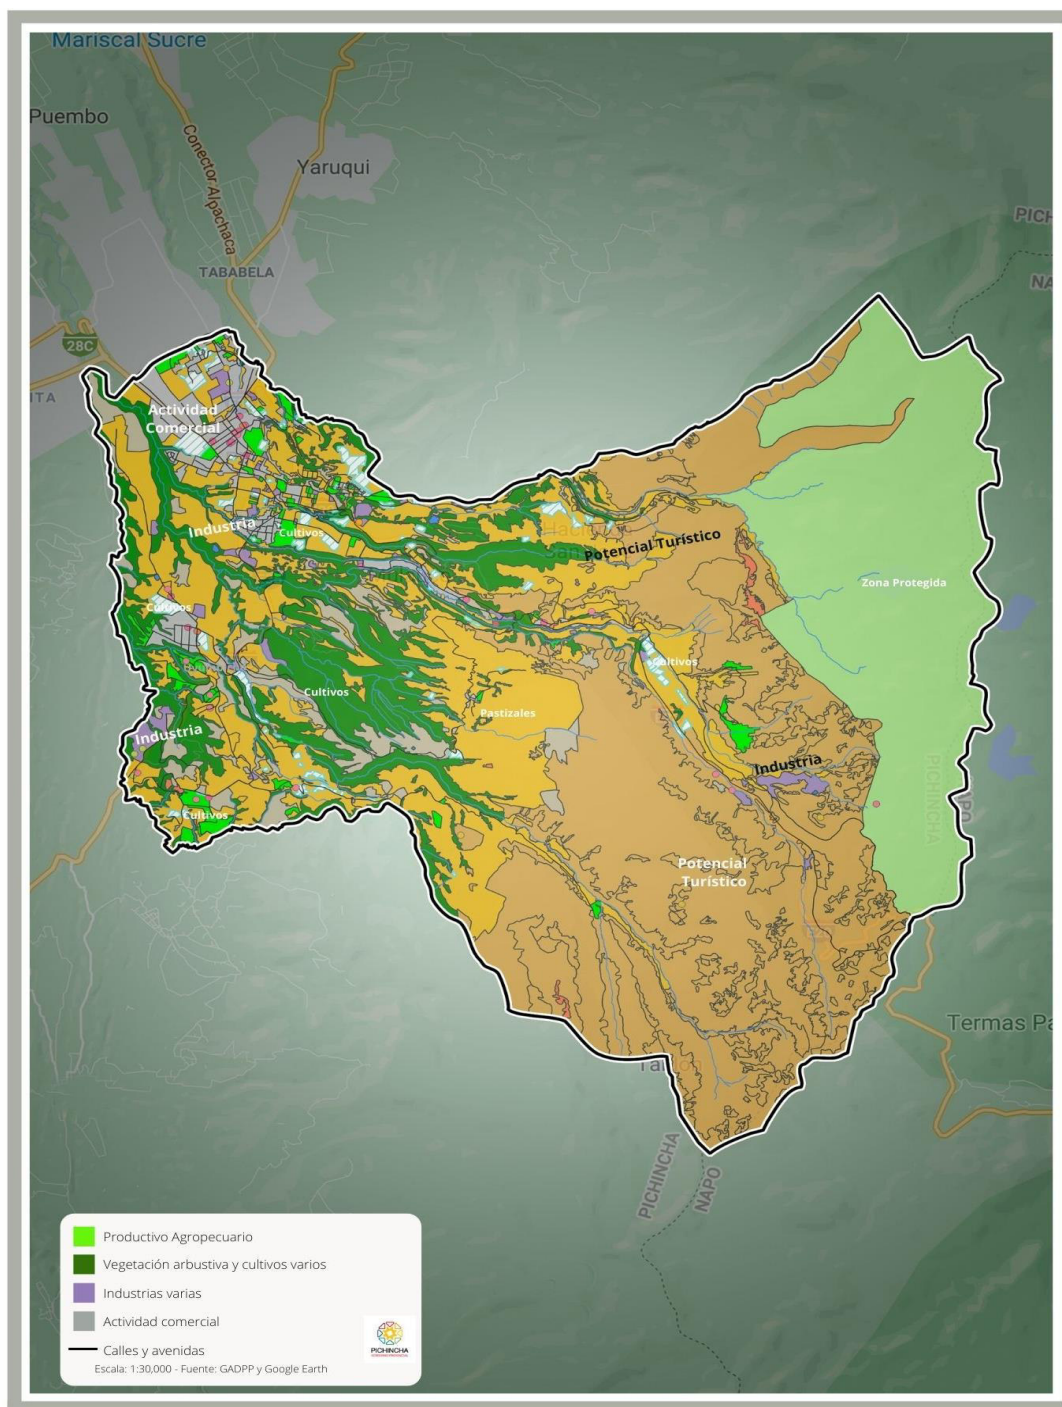 Mariscal Sucre
Puembo
Conector Alpachaca
Yaruqui
TABABELA
28C
ITA
PICH
NA
Actividad
Comercial
Industria
Cultivos
Potencial Turístico
Zona Protegida
Cultivos
Cultivos
Cultivos
Pastizales
Industria
Industria
Cultivos
Potencial
Turístico
PICHINCHA
NAPO
Termas Pa
PICHINCHA
NAPO
Productivo Agropecuario
Vegetación arbustiva y cultivos varios
Industrias varias
Actividad comercial
Calles y avenidas
Escala: 1:30,000 - Fuente: GADPP y Google Earth
PICHINCHA